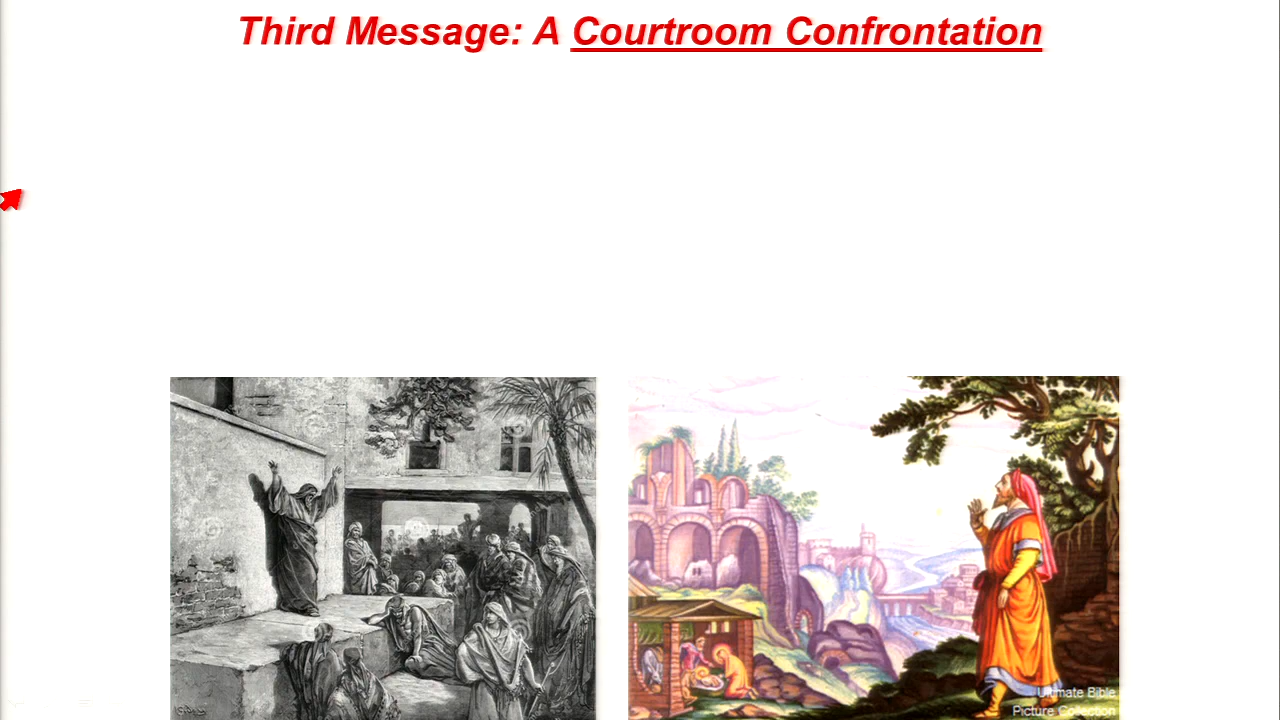 Third Message: A Courtroom Confrontation
Ultimate Bible
Picture Collection